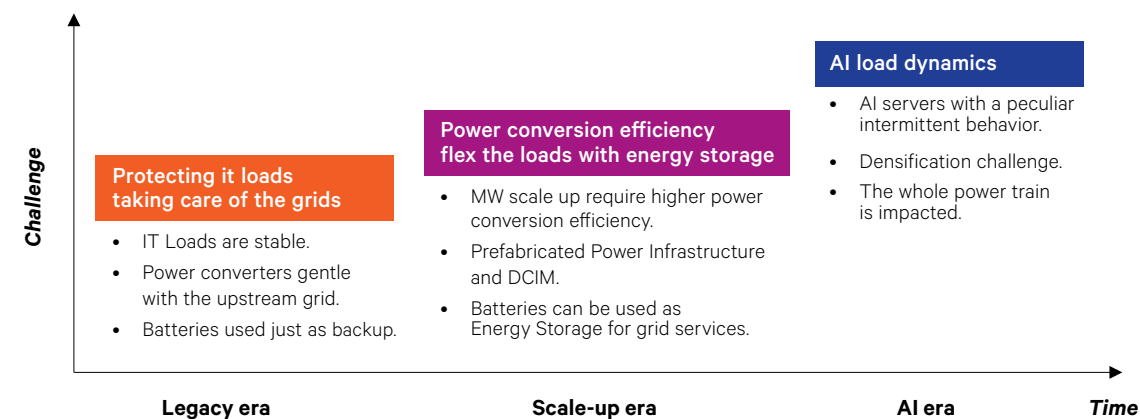 Challenge
Protecting it loads
taking care of the grids
• IT Loads are stable.
• Power converters gentle
with the upstream grid.
• Batteries used just as backup.
Power conversion efficiency
flex the loads with energy storage
• MW scale up require higher power
conversion efficiency.
• Prefabricated Power Infrastructure
and DCIM.
• Batteries can be used as
Energy Storage for grid services.
AI load dynamics
• AI servers with a peculiar
intermittent behavior.
• Densification challenge.
• The whole power train
is impacted.
Legacy era
Scale-up era
AI era
Time